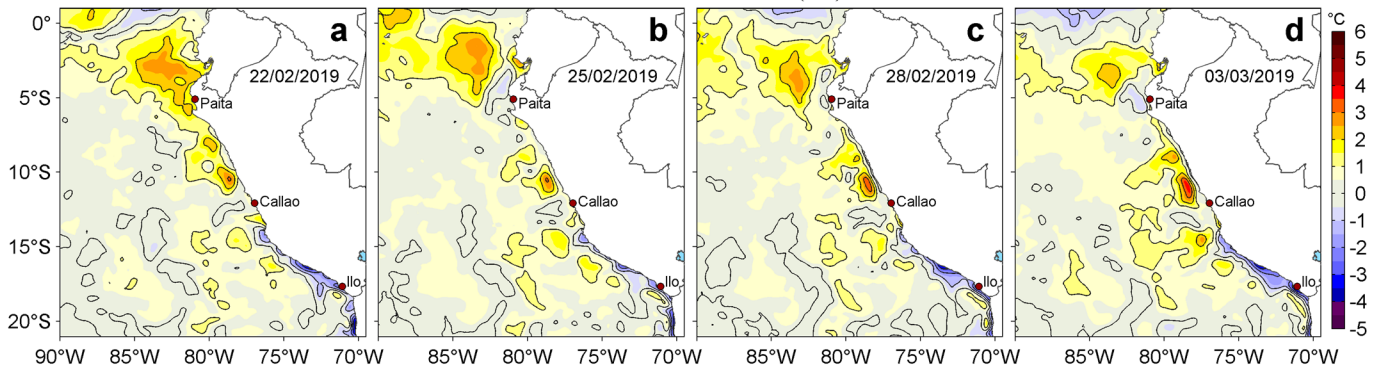 a
b
c
d
°C
22/02/2019
25/02/2019
28/02/2019
03/03/2019
0°
5°S
10°S
15°S
20°S
Paita
Callao
Ilo
Paita
Callao
Ilo
Paita
Callao
Ilo
Paita
Callao
Ilo
90°W 85°W 80°W 75°W 70°W
85°W 80°W 75°W 70°W
85°W 80°W 75°W 70°W
85°W 80°W 75°W 70°W
6
5
4
3
2
1
0
-1
-2
-3
-4
-5